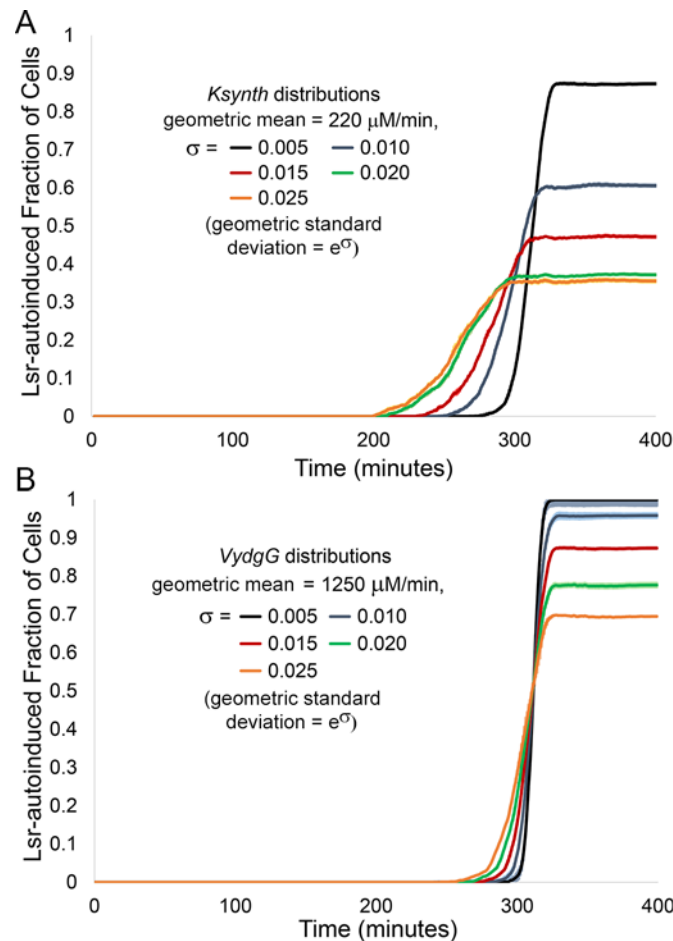 A
1
0.9
0.8
0.7
0.6
0.5
0.4
0.3
0.2
0.1
0
Lsr-autoinduced Fraction of Cells
Ksynth distributions
geometric mean = 220 μM/min,
σ = 0.005 0.010
0.015 0.020
0.025
(geometric standard
deviation = e^σ)
0 100 200 300 400
Time (minutes)
B
1
0.9
0.8
0.7
0.6
0.5
0.4
0.3
0.2
0.1
0
Lsr-autoinduced Fraction of Cells
VydgG distributions
geometric mean = 1250 μM/min,
σ = 0.005 0.010
0.015 0.020
0.025
(geometric standard
deviation = e^σ)
0 100 200 300 400
Time (minutes)